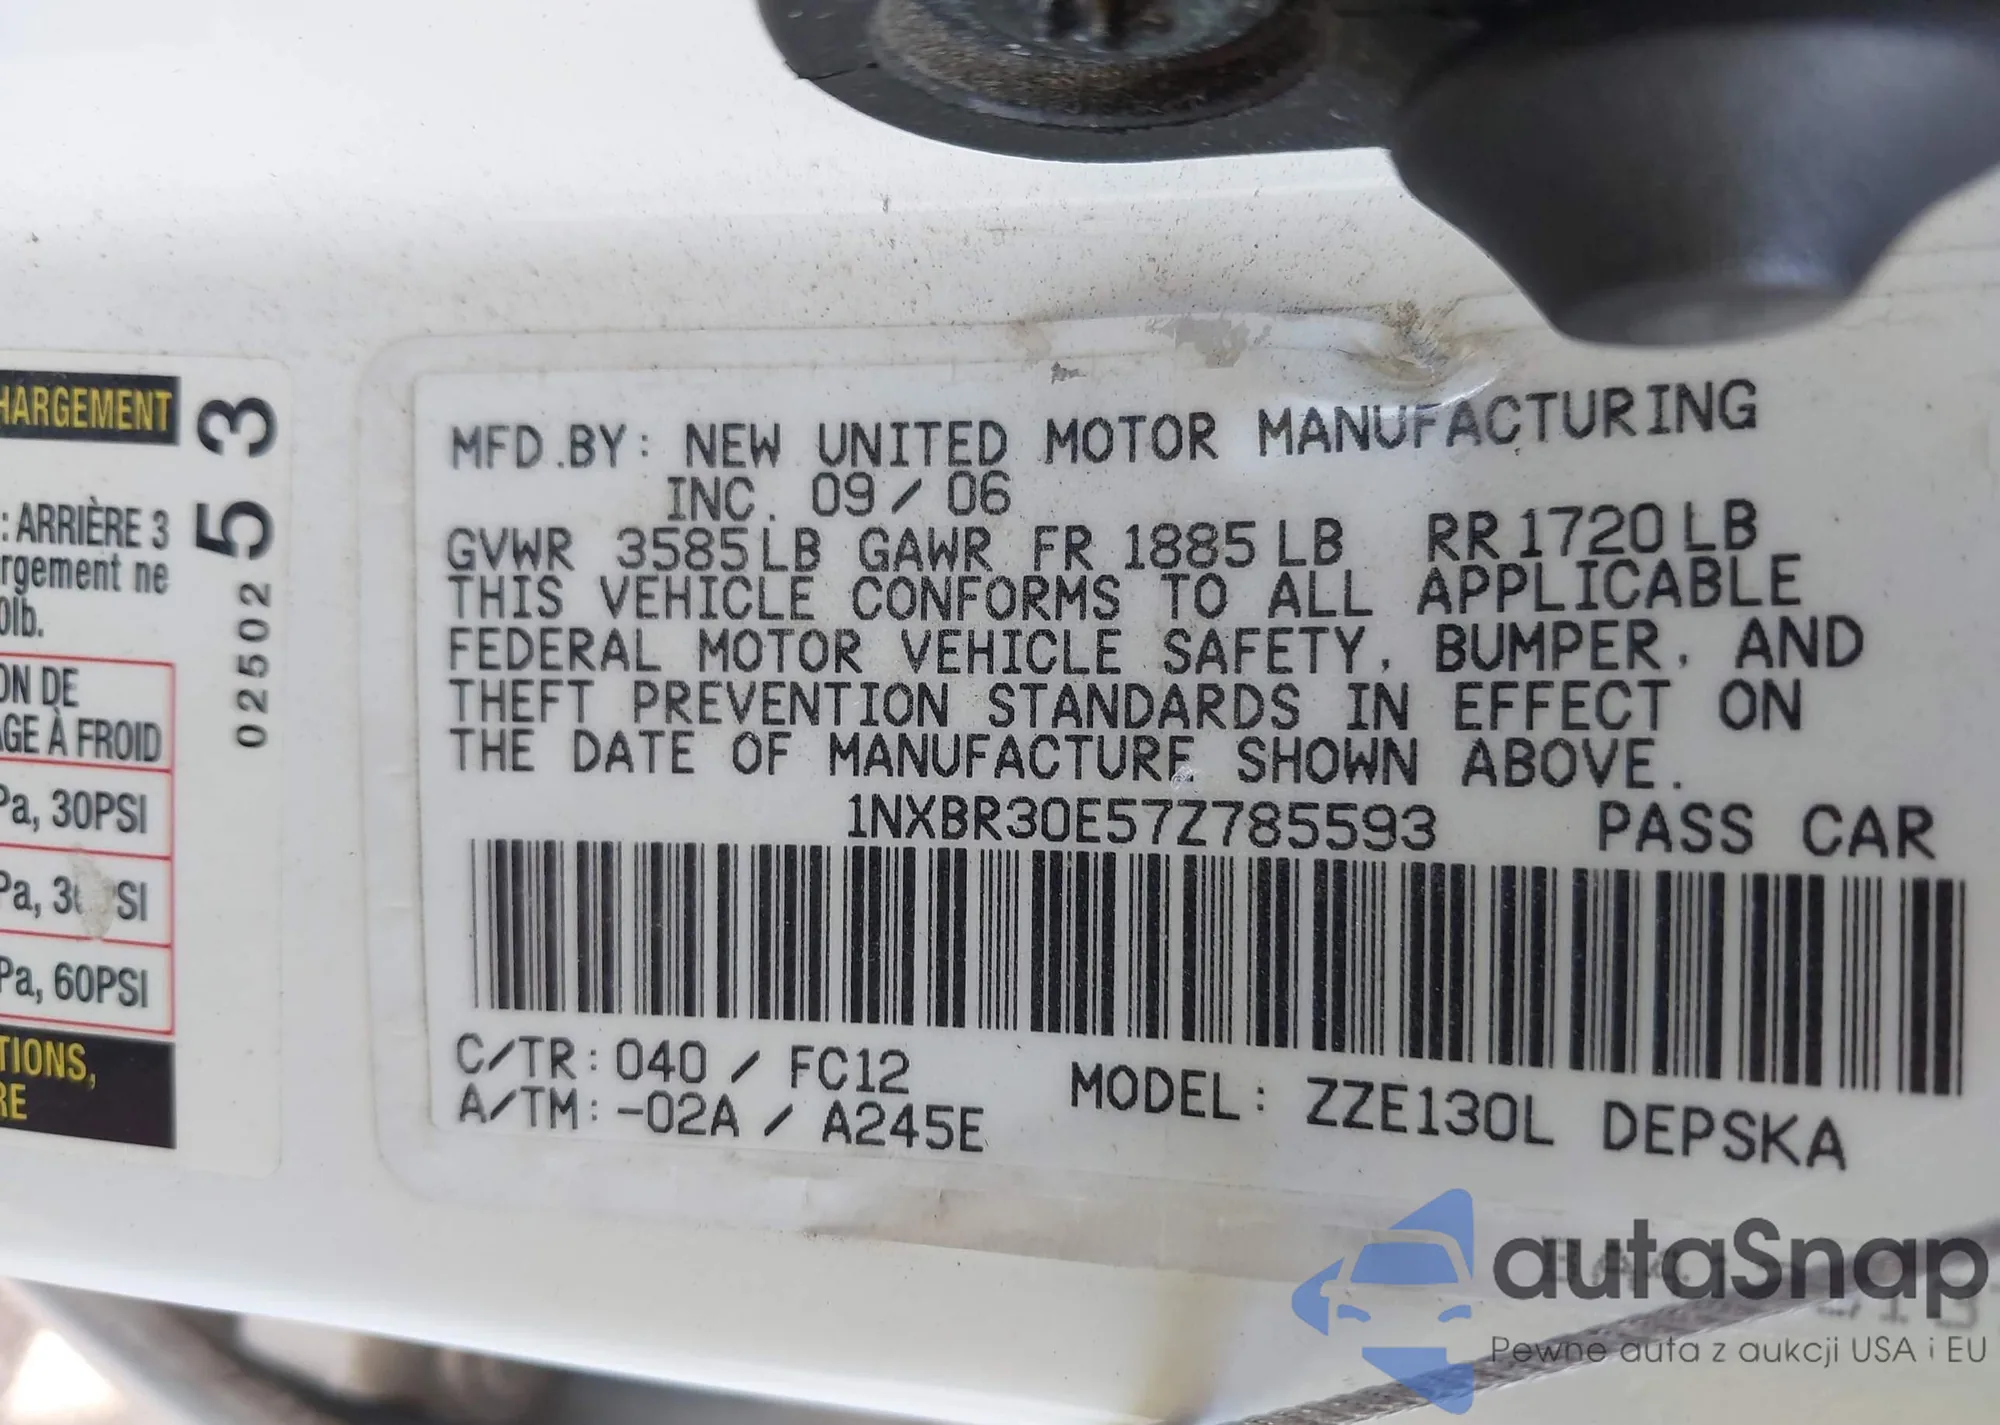 HARGEMENT
: ARRIÈRE 3
rgement ne
0lb.
ON DE
AGE À FROID
Pa, 30PSI
Pa, 60PSI
TIONS,
RE
02502 53
MFD.BY: NEW UNITED MOTOR MANUFACTURING
INC. 09/06
GVWR 3585LB GAWR FR 1885LB RR 1720LB
THIS VEHICLE CONFORMS TO ALL APPLICABLE
FEDERAL MOTOR VEHICLE SAFETY, BUMPER, AND
THEFT PREVENTION STANDARDS IN EFFECT ON
THE DATE OF MANUFACTURE SHOWN ABOVE.
1NXBR30E57Z785593 PASS CAR
C/TR: 040 / FC12
A/TM: -02A / A245E
MODEL: ZZE130L DEPSKA
autaSnap
Pewne auta z aukcji USA i EU